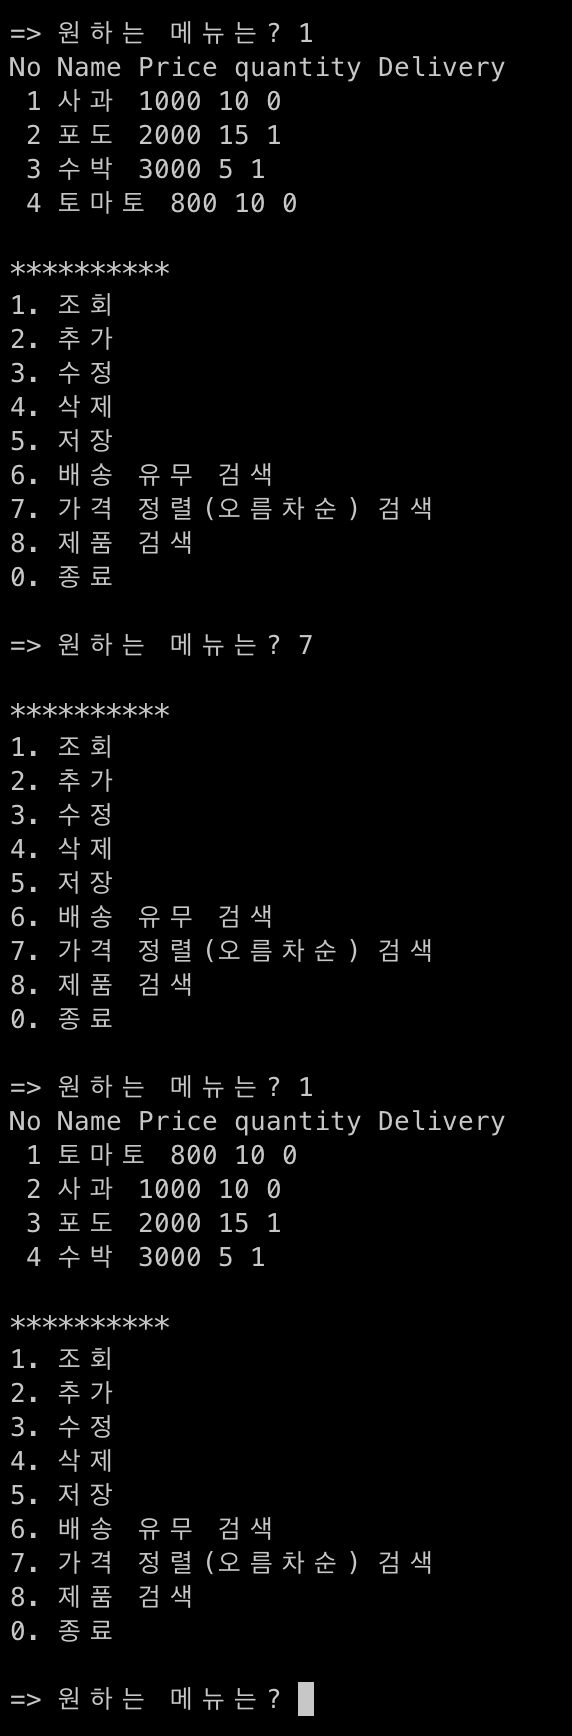 => 원하는 메뉴는? 1
No Name Price quantity Delivery
1 사과 1000 10 0
2 포도 2000 15 1
3 수박 3000 5 1
4 토마토 800 10 0
**********
1. 조회
2. 추가
3. 수정
4. 삭제
5. 저장
6. 배송 유무 검색
7. 가격 정렬(오름차순) 검색
8. 제품 검색
0. 종료
=> 원하는 메뉴는? 7
**********
1. 조회
2. 추가
3. 수정
4. 삭제
5. 저장
6. 배송 유무 검색
7. 가격 정렬(오름차순) 검색
8. 제품 검색
0. 종료
=> 원하는 메뉴는? 1
No Name Price quantity Delivery
1 토마토 800 10 0
2 사과 1000 10 0
3 포도 2000 15 1
4 수박 3000 5 1
**********
1. 조회
2. 추가
3. 수정
4. 삭제
5. 저장
6. 배송 유무 검색
7. 가격 정렬(오름차순) 검색
8. 제품 검색
0. 종료
=> 원하는 메뉴는?